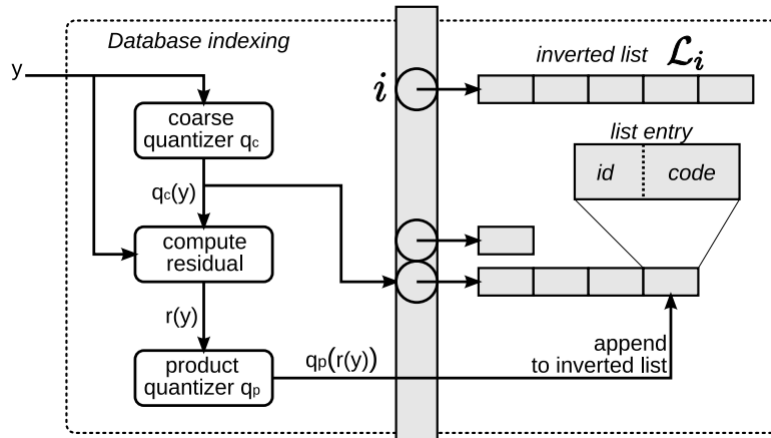 Database indexing
y
inverted list 𝓛ᵢ
i
coarse
quantizer qc
list entry
id
code
qc(y)
compute
residual
r(y)
append
to inverted list
product
quantizer qp
qp(r(y))